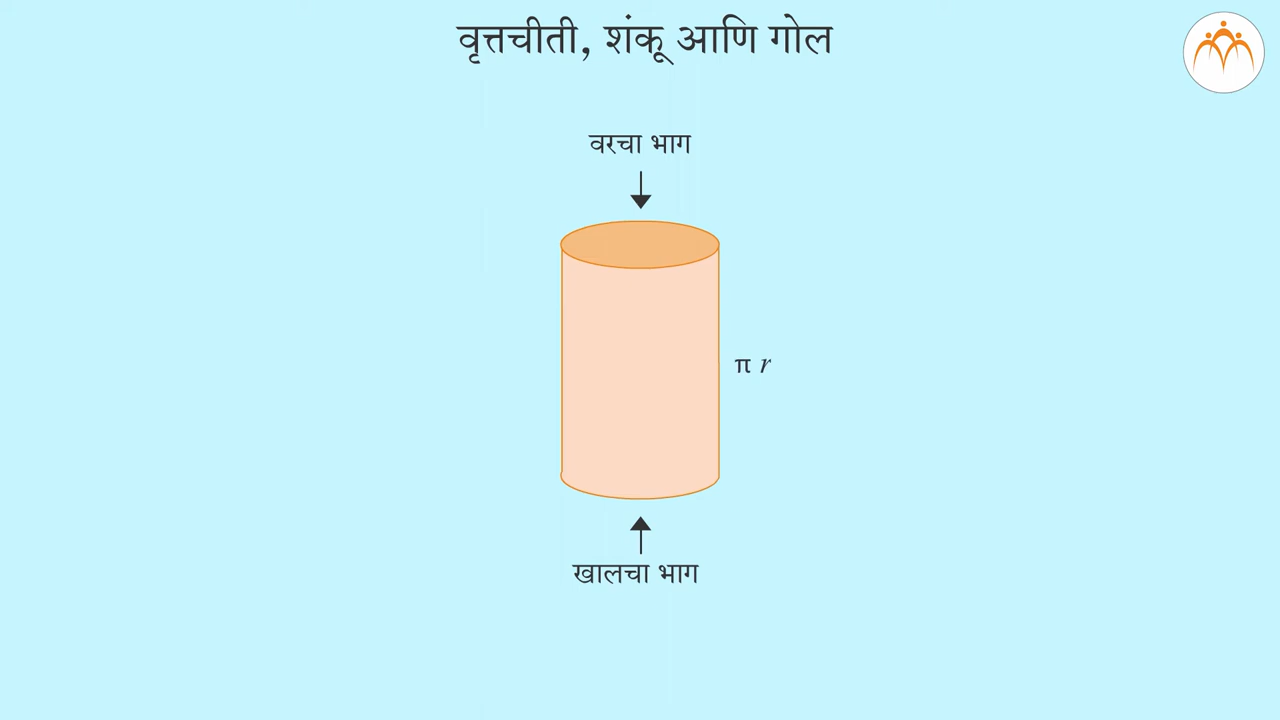 वृत्तचीती, शंकू आणि गोल
वरचा भाग
π r
खालचा भाग